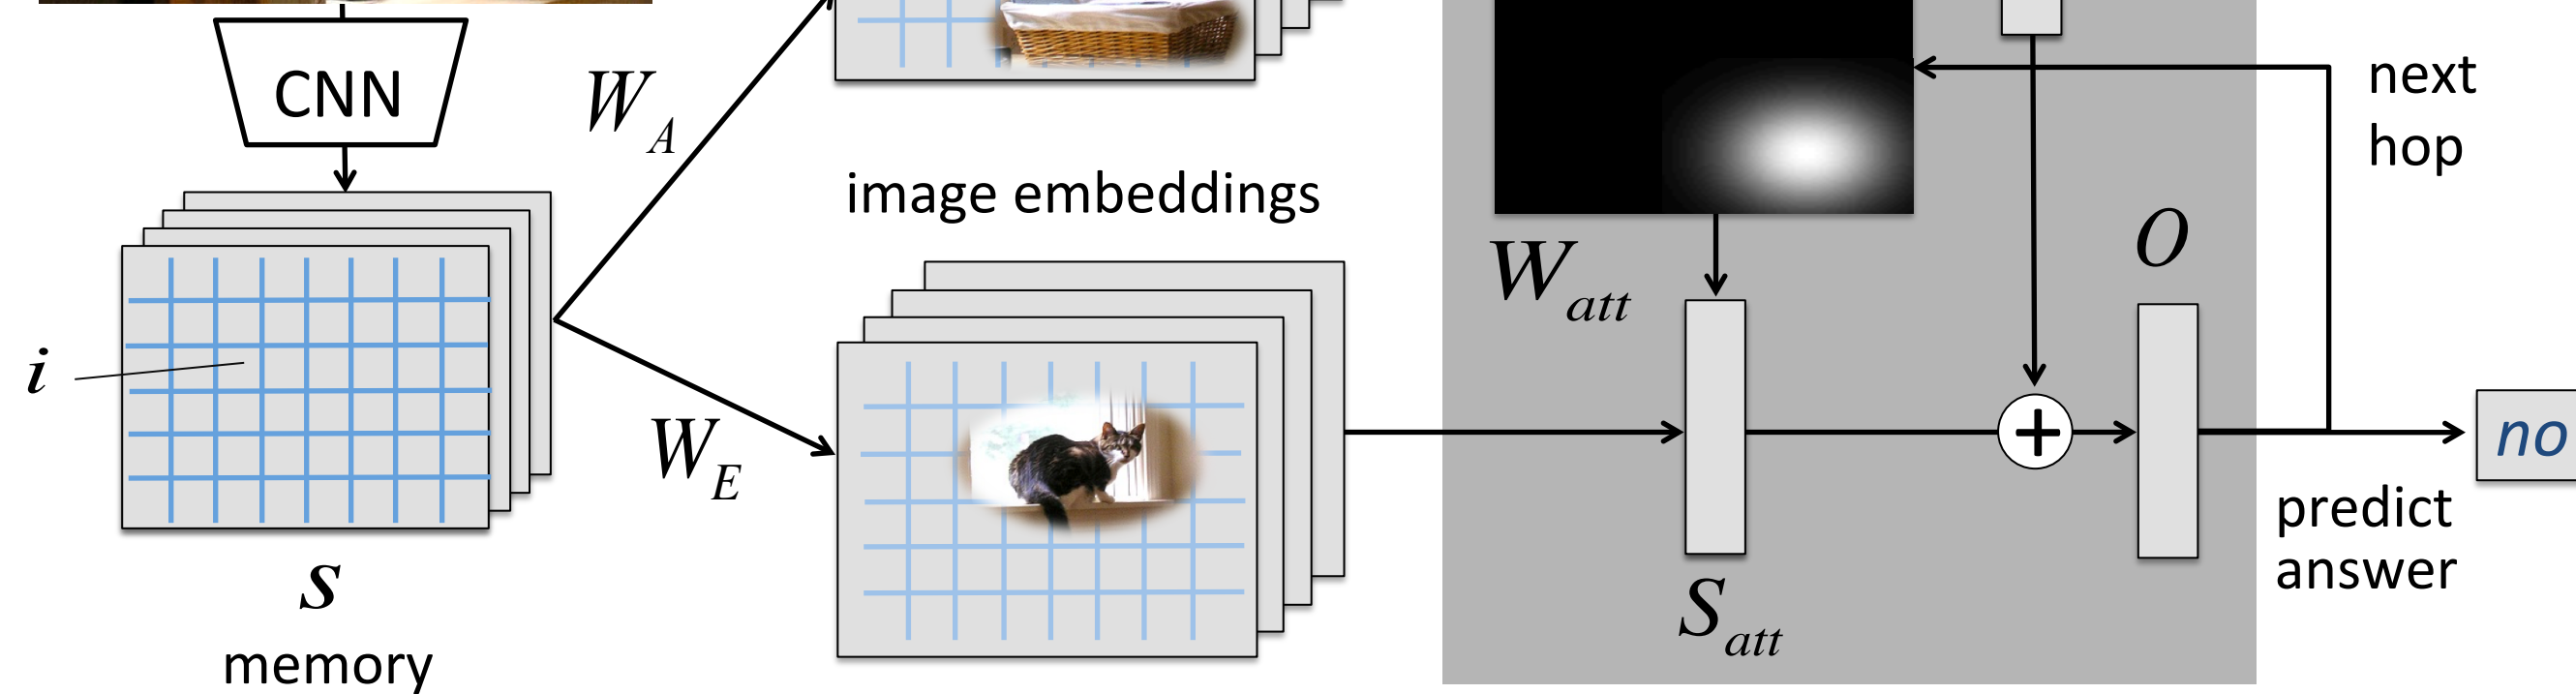 CNN
W_A
next
hop
image embeddings
O
W_att
i
W_E
+
no
predict
answer
S
S_att
memory